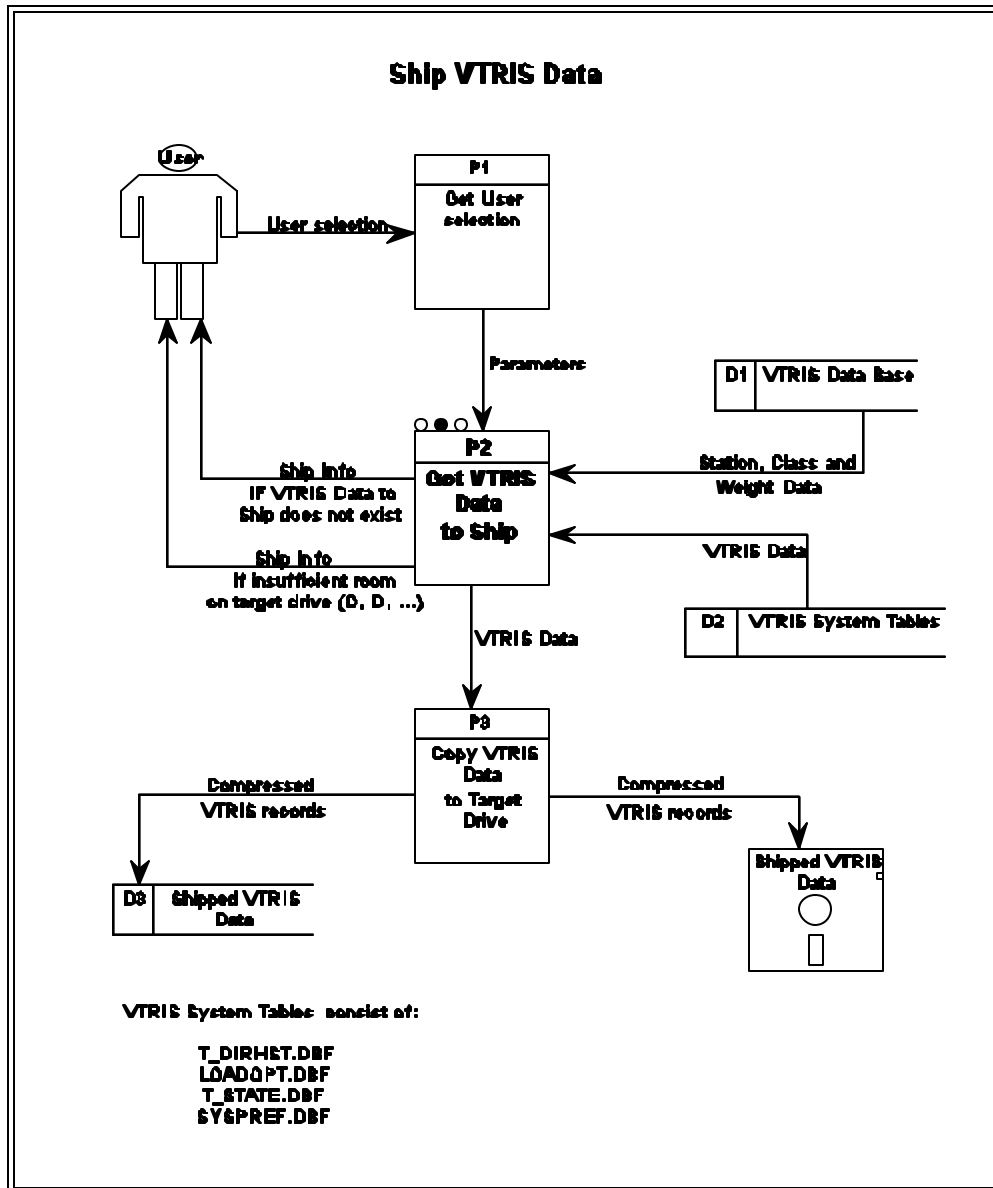 Ship VTRIS Data
User
P1
Get User
selection
User selection
Parameters
D1 VTRIS Data Base
P2
Get VTRIS
Data
to Ship
Station, Class and
Weight Data
Ship info
IF VTRIS Data to
Ship does not exist
VTRIS Data
Ship info
If insufficient room
on target drive (C, D, ...)
D2 VTRIS System Tables
VTRIS Data
P3
Copy VTRIS
Data
to Target
Drive
Compressed
VTRIS records
Compressed
VTRIS records
D3 Shipped VTRIS
Data
Shipped VTRIS
Data
VTRIS System Tables consist of:
T_DIRHST.DBF
LOADOPT.DBF
T_STATE.DBF
SYSPREF.DBF